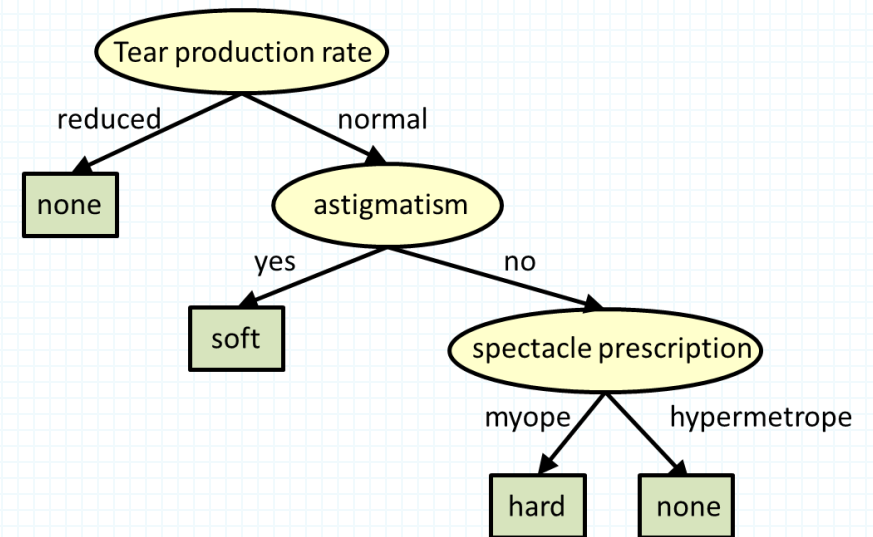 Tear production rate
reduced
normal
none
astigmatism
yes
no
soft
spectacle prescription
myope
hypermetrope
hard
none